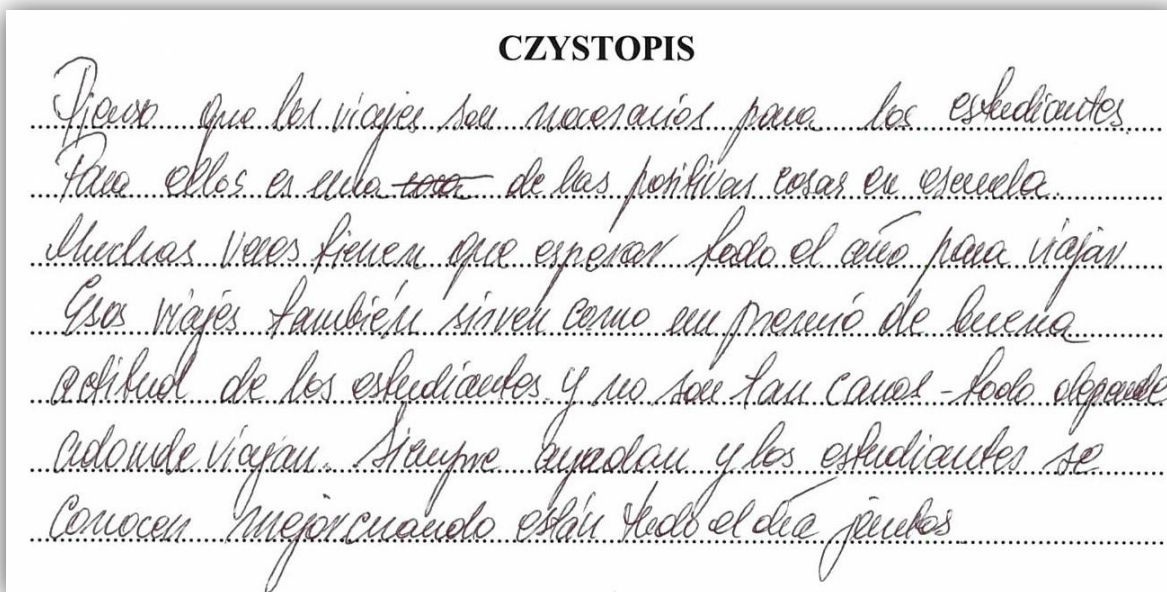 CZYSTOPIS
Pienso que los viajes son necesarios para los estudiantes.
Para ellos es una de las positivas cosas en escuela.
Muchas veces tienen que esperar todo el año para viajar
Esos viajes también sirven como un premio de buena
actitud de los estudiantes y no son tan caros - todo depende
adonde viajan. Siempre ayudan y los estudiantes se
conocen mejor cuando están todo el día juntos